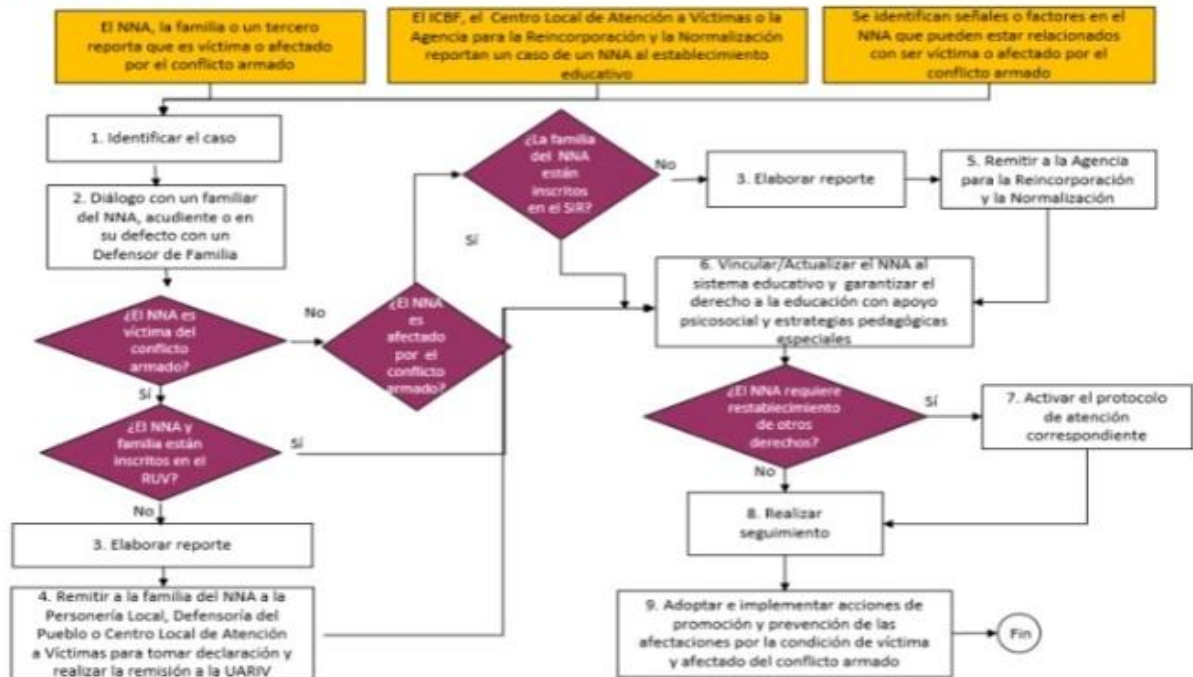 El NNA, la familia o un tercero
reporta que es víctima o afectado
por el conflicto armado
El ICBF, el Centro Local de Atención a Víctimas o la
Agencia para la Reincorporación y la Normalización
reportan un caso de un NNA al establecimiento
educativo
Se identifican señales o factores en el
NNA que pueden estar relacionados
con ser víctima o afectado por el
conflicto armado
1. Identificar el caso
2. Diálogo con un familiar
del NNA, acudiente o en
su defecto con un
Defensor de Familia
¿El NNA es
víctima del
conflicto
armado?
No
Sí
¿El NNA
es
afectado
por el
conflicto
armado?
¿La familia
del NNA
están
inscritos
en el SIR?
No
Sí
3. Elaborar reporte
5. Remitir a la Agencia
para la Reincorporación
y la Normalización
¿El NNA y
familia están
inscritos en el
RUV?
Sí
No
3. Elaborar reporte
4. Remitir a la familia del NNA a la
Personería Local, Defensoría del
Pueblo o Centro Local de Atención
a Víctimas para tomar declaración y
realizar la remisión a la UARIV
6. Vincular/Actualizar el NNA al
sistema educativo y garantizar el
derecho a la educación con apoyo
psicosocial y estrategias pedagógicas
especiales
¿El NNA requiere
restablecimiento
de otros
derechos?
Sí
No
7. Activar el protocolo
de atención
correspondiente
8. Realizar
seguimiento
9. Adoptar e implementar acciones de
promoción y prevención de las
afectaciones por la condición de víctima
y afectado del conflicto armado
Fin